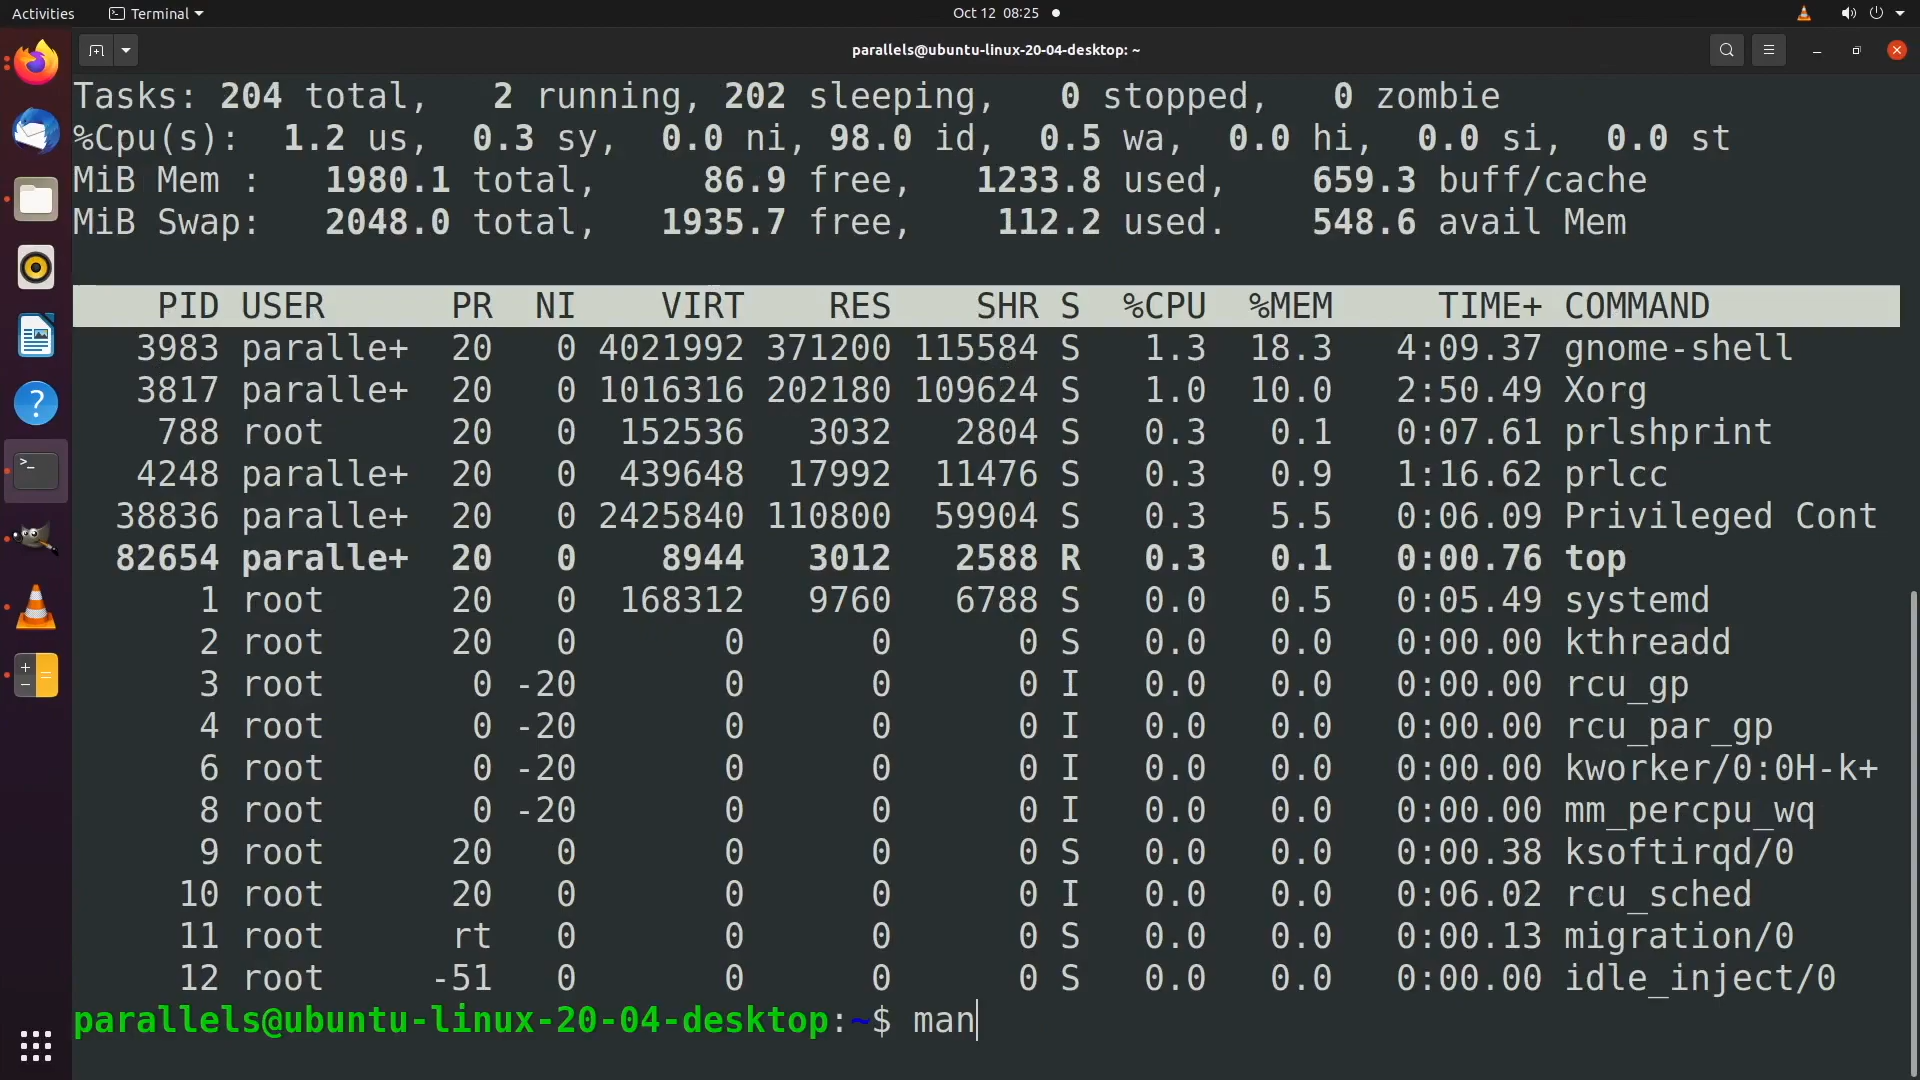 Activities Terminal Oct 12 08:25
parallels@ubuntu-linux-20-04-desktop: ~
Tasks: 204 total, 2 running, 202 sleeping, 0 stopped, 0 zombie
%Cpu(s): 1.2 us, 0.3 sy, 0.0 ni, 98.0 id, 0.5 wa, 0.0 hi, 0.0 si, 0.0 st
MiB Mem : 1980.1 total, 86.9 free, 1233.8 used, 659.3 buff/cache
MiB Swap: 2048.0 total, 1935.7 free, 112.2 used. 548.6 avail Mem
PID USER PR NI VIRT RES SHR S %CPU %MEM TIME+ COMMAND
3983 paralle+ 20 0 4021992 371200 115584 S 1.3 18.3 4:09.37 gnome-shell
3817 paralle+ 20 0 1016316 202180 109624 S 1.0 10.0 2:50.49 Xorg
788 root 20 0 152536 3032 2804 S 0.3 0.1 0:07.61 prlshprint
4248 paralle+ 20 0 439648 17992 11476 S 0.3 0.9 1:16.62 prlcc
38836 paralle+ 20 0 2425840 110800 59904 S 0.3 5.5 0:06.09 Privileged Cont
82654 paralle+ 20 0 8944 3012 2588 R 0.3 0.1 0:00.76 top
1 root 20 0 168312 9760 6788 S 0.0 0.5 0:05.49 systemd
2 root 20 0 0 0 0 S 0.0 0.0 0:00.00 kthreadd
3 root 0 -20 0 0 0 I 0.0 0.0 0:00.00 rcu_gp
4 root 0 -20 0 0 0 I 0.0 0.0 0:00.00 rcu_par_gp
6 root 0 -20 0 0 0 I 0.0 0.0 0:00.00 kworker/0:0H-k+
8 root 0 -20 0 0 0 I 0.0 0.0 0:00.00 mm_percpu_wq
9 root 20 0 0 0 0 S 0.0 0.0 0:00.38 ksoftirqd/0
10 root 20 0 0 0 0 I 0.0 0.0 0:06.02 rcu_sched
11 root rt 0 0 0 0 S 0.0 0.0 0:00.13 migration/0
12 root -51 0 0 0 0 S 0.0 0.0 0:00.00 idle_inject/0
parallels@ubuntu-linux-20-04-desktop:~$ man